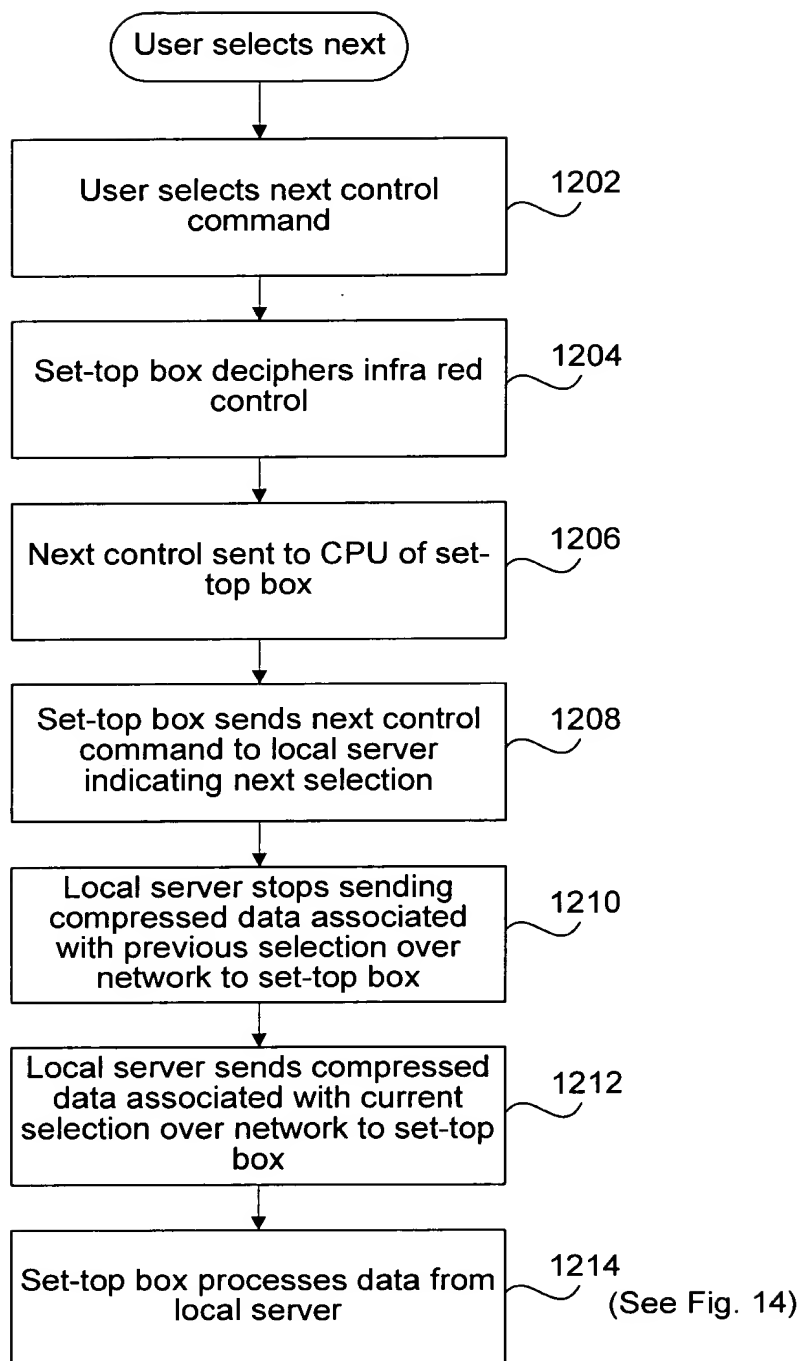 User selects next
User selects next control
command
1202
Set-top box deciphers infra red
control
1204
Next control sent to CPU of set-
top box
1206
Set-top box sends next control
command to local server
indicating next selection
1208
Local server stops sending
compressed data associated
with previous selection over
network to set-top box
1210
Local server sends compressed
data associated with current
selection over network to set-top
box
1212
Set-top box processes data from
local server
1214
(See Fig. 14)